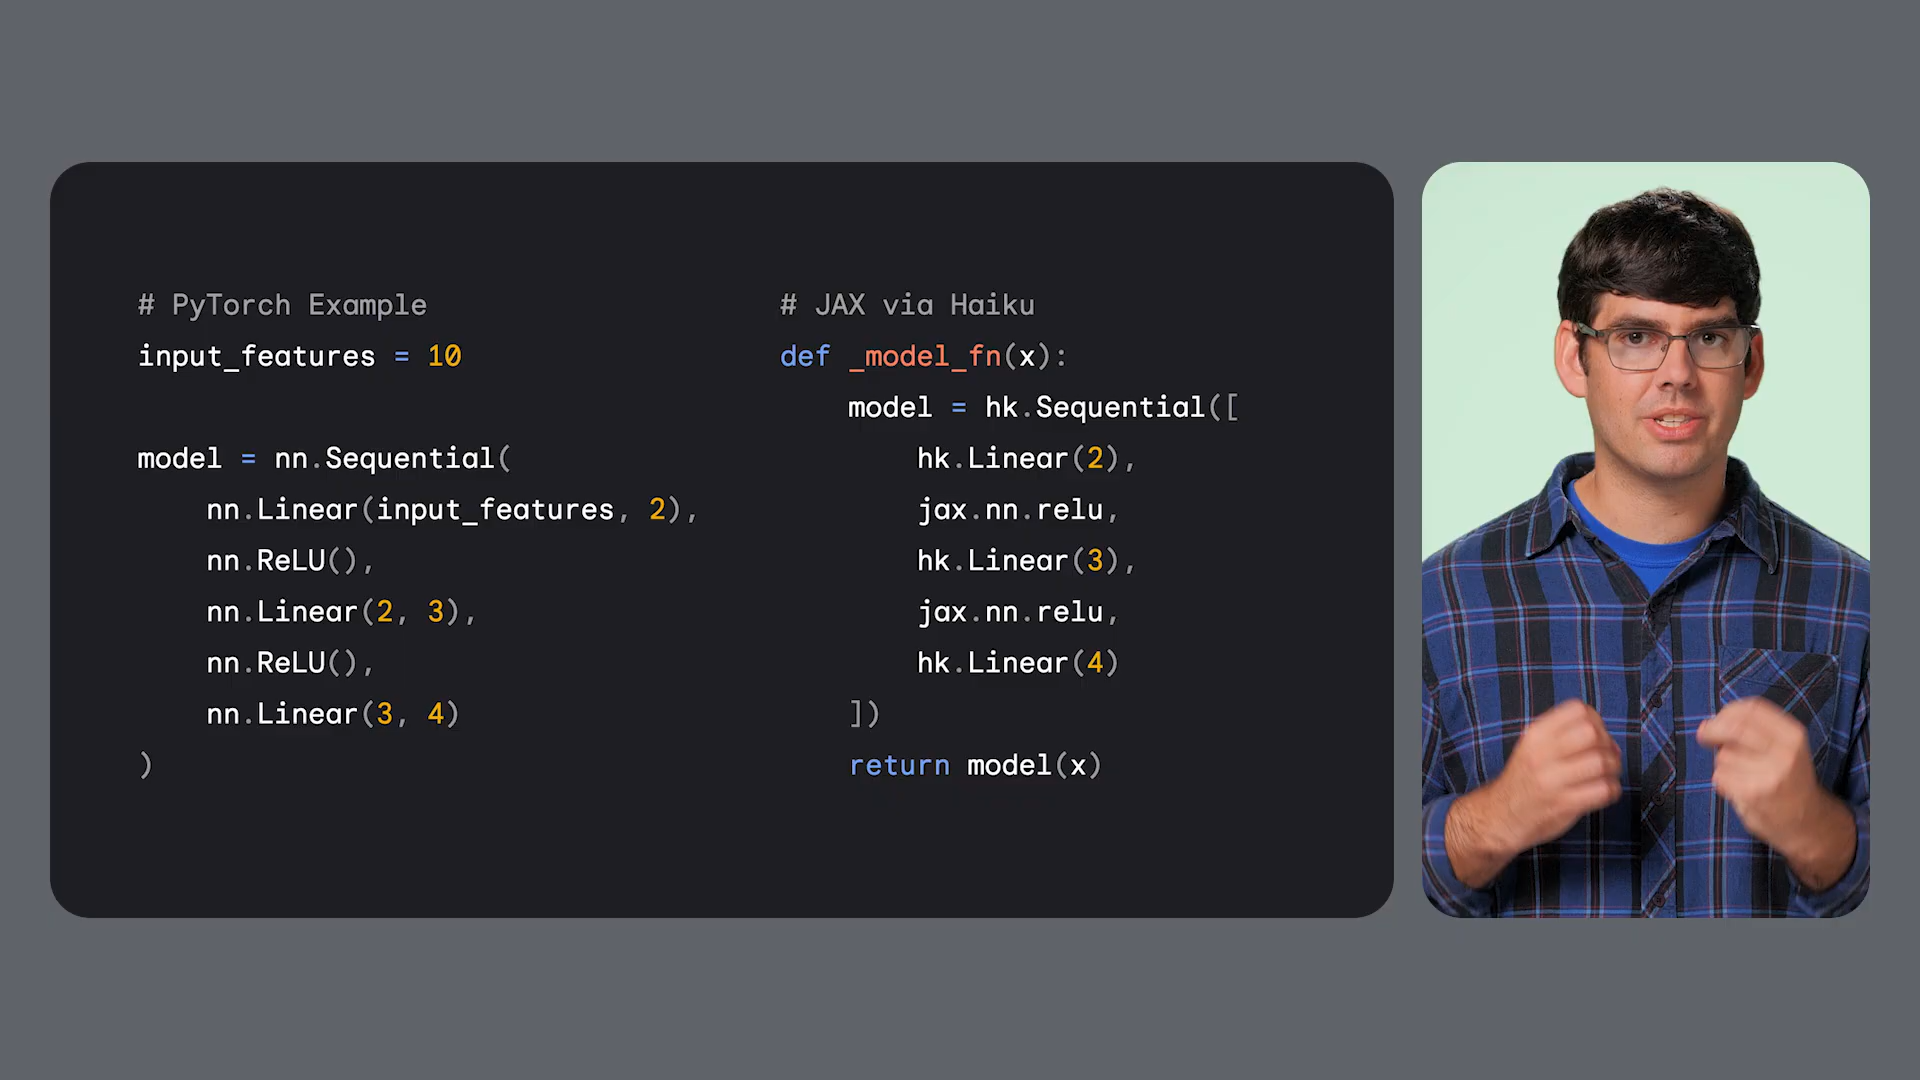 # PyTorch Example
input_features = 10
model = nn.Sequential(
nn.Linear(input_features, 2),
nn.ReLU(),
nn.Linear(2, 3),
nn.ReLU(),
nn.Linear(3, 4)
)
# JAX via Haiku
def _model_fn(x):
model = hk.Sequential([
hk.Linear(2),
jax.nn.relu,
hk.Linear(3),
jax.nn.relu,
hk.Linear(4)
])
return model(x)